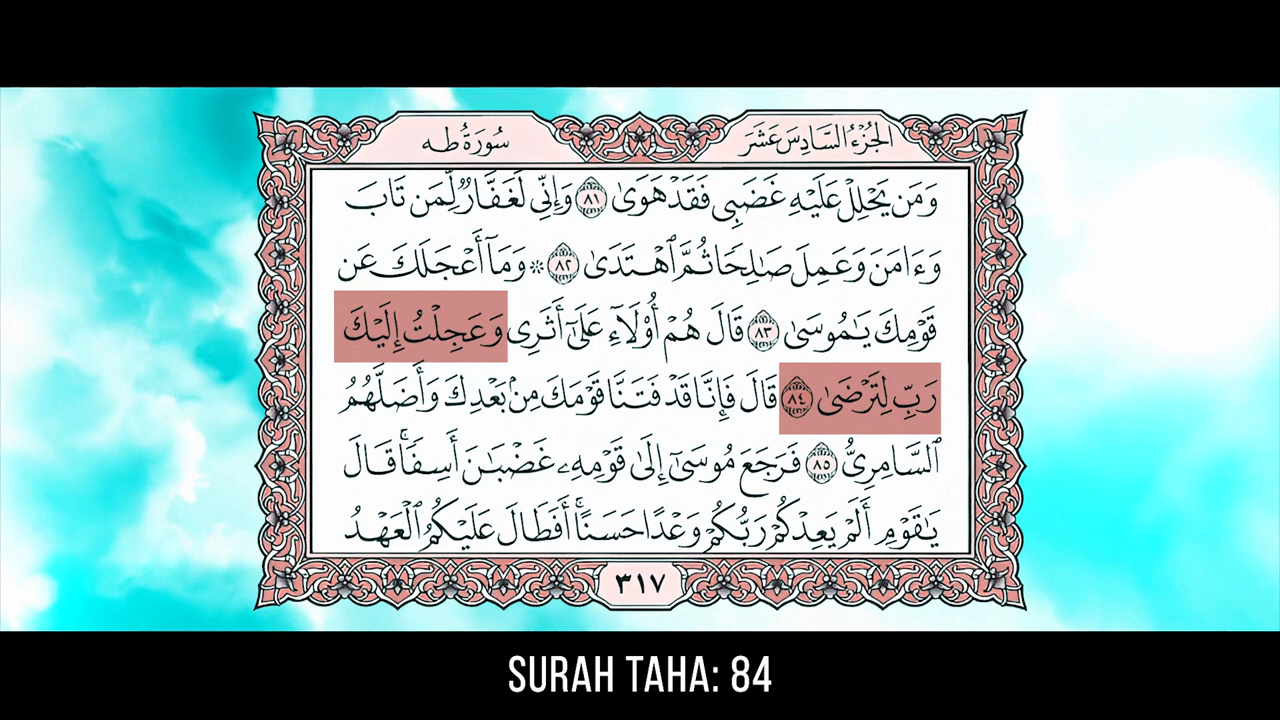 الجُزْءُ السَّادِسَ عَشَرَ
سُورَةُ طه
وَمَن يَحْلِلْ عَلَيْهِ غَضَبِى فَقَدْ هَوَىٰ ٨١ وَإِنِّى لَغَفَّارٌ لِّمَن تَابَ
وَءَامَنَ وَعَمِلَ صَـٰلِحًا ثُمَّ ٱهْتَدَىٰ ٨٢ ۞ وَمَآ أَعْجَلَكَ عَن
قَوْمِكَ يَـٰمُوسَىٰ ٨٣ قَالَ هُمْ أُو۟لَآءِ عَلَىٰٓ أَثَرِى وَعَجِلْتُ إِلَيْكَ
رَبِّ لِتَرْضَىٰ ٨٤ قَالَ فَإِنَّا قَدْ فَتَنَّا قَوْمَكَ مِنۢ بَعْدِكَ وَأَضَلَّهُمُ
ٱلسَّامِرِىُّ ٨٥ فَرَجَعَ مُوسَىٰٓ إِلَىٰ قَوْمِهِۦ غَضْبَـٰنَ أَسِفًا ۚ قَالَ
يَـٰقَوْمِ أَلَمْ يَعِدْكُمْ رَبُّكُمْ وَعْدًا حَسَنًا ۚ أَفَطَالَ عَلَيْكُمُ ٱلْعَهْدُ
٣١٧
SURAH TAHA: 84